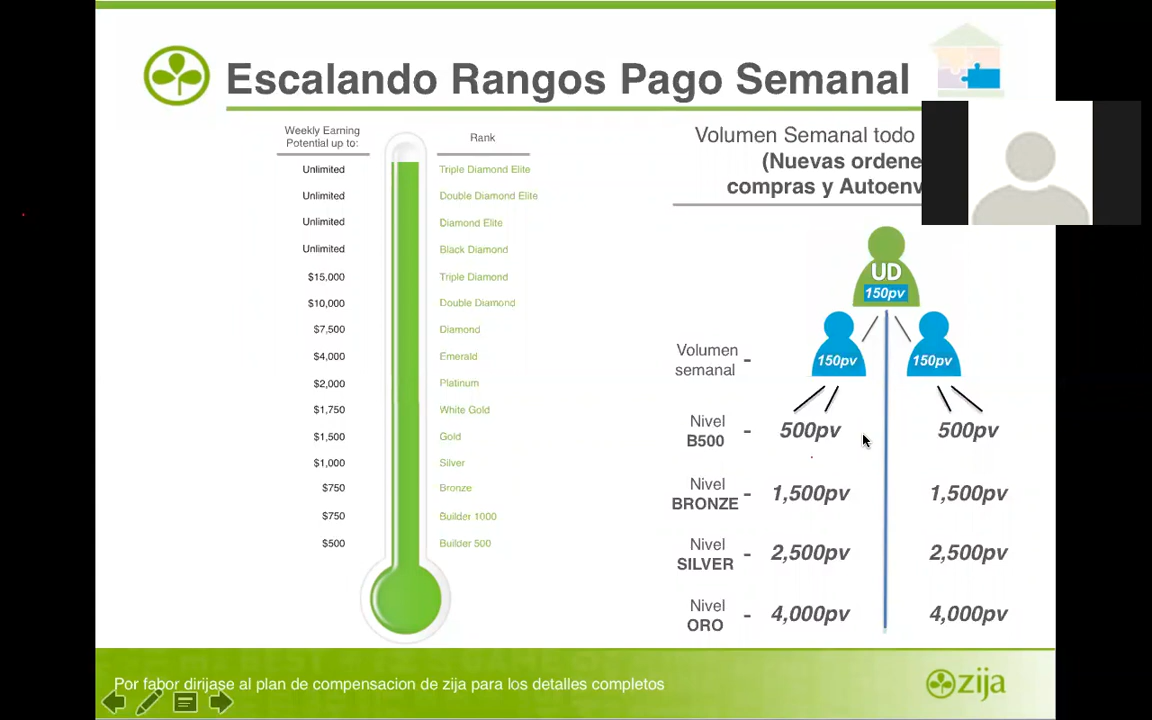 Escalando Rangos Pago Semanal
Weekly Earning
Potential up to:
Rank
Unlimited Triple Diamond Elite
Unlimited Double Diamond Elite
Unlimited Diamond Elite
Unlimited Black Diamond
$15,000 Triple Diamond
$10,000 Double Diamond
$7,500 Diamond
$4,000 Emerald
$2,000 Platinum
$1,750 White Gold
$1,500 Gold
$1,000 Silver
$750 Bronze
$750 Builder 1000
$500 Builder 500
Volumen Semanal todo
(Nuevas ordene
compras y Autoenv
UD
150pv
150pv 150pv
Volumen
semanal -
Nivel
B500 - 500pv 500pv
Nivel
BRONZE - 1,500pv 1,500pv
Nivel
SILVER - 2,500pv 2,500pv
Nivel
ORO - 4,000pv 4,000pv
Por fabor dirijase al plan de compensacion de zija para los detalles completos
zija